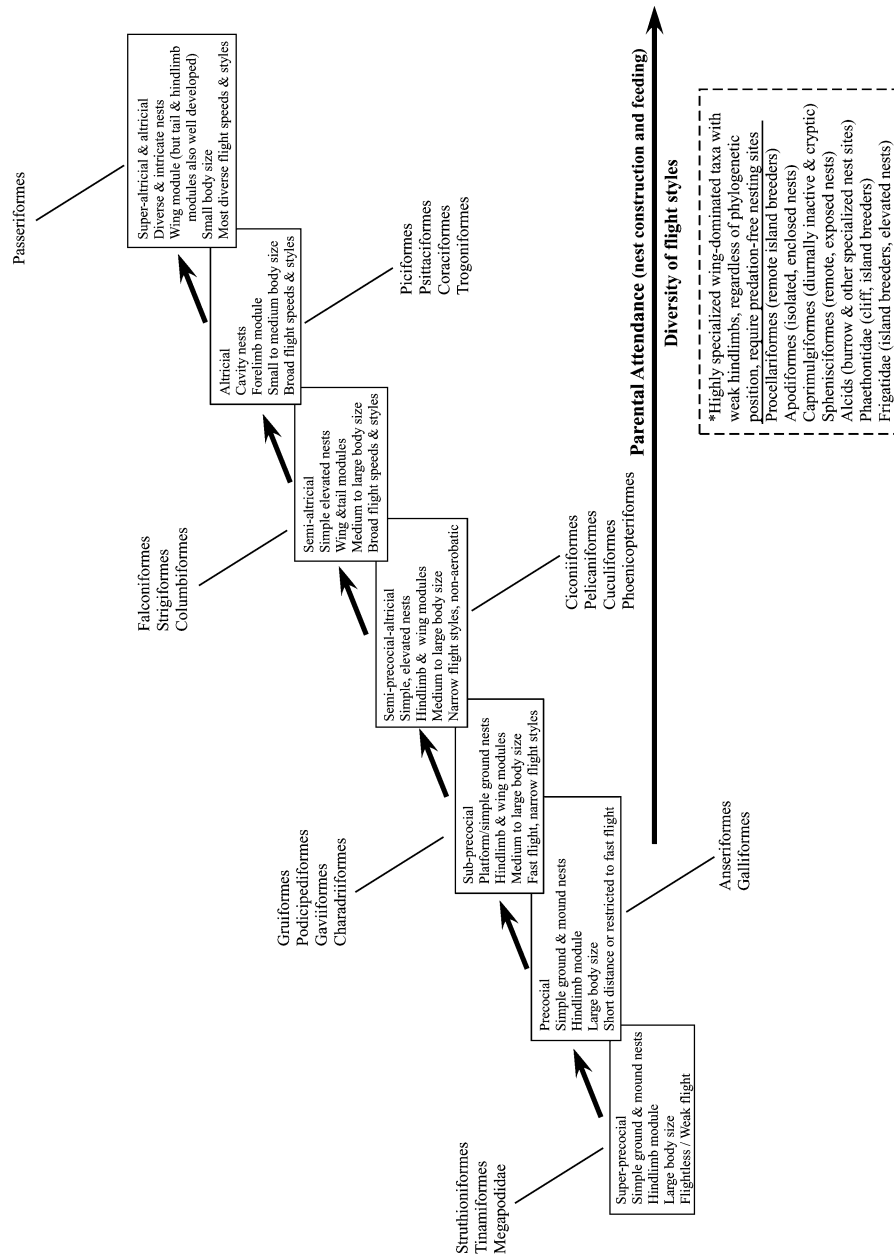 Struthioniformes
Tinamiformes
Megapodidae
Super-precocial
Simple ground & mound nests
Hindlimb module
Large body size
Flightless / Weak flight
Precocial
Simple ground & mound nests
Hindlimb module
Large body size
Short distance or restricted to fast flight
Anseriformes
Galliformes
Gruiformes
Podicipediformes
Gaviiformes
Charadriiformes
Sub-precocial
Platform/simple ground nests
Hindlimb & wing modules
Medium to large body size
Fast flight, narrow flight styles
Semi-precocial-altricial
Simple, elevated nests
Hindlimb & wing modules
Medium to large body size
Narrow flight styles, non-aerobatic
Ciconiiformes
Pelicaniformes
Cuculiformes
Phoenicopteriformes
Falconiformes
Strigiformes
Columbiformes
Semi-altricial
Simple elevated nests
Wing &tail modules
Medium to large body size
Broad flight speeds & styles
Altricial
Cavity nests
Forelimb module
Small to medium body size
Broad flight speeds & styles
Piciformes
Psittaciformes
Coraciformes
Trogoniformes
Passeriformes
Super-altricial & altricial
Diverse & intricate nests
Wing module (but tail & hindlimb
modules also well developed)
Small body size
Most diverse flight speeds & styles
Parental Attendance (nest construction and feeding)
Diversity of flight styles
*Highly specialized wing-dominated taxa with
weak hindlimbs, regardless of phylogenetic
position, require predation-free nesting sites
Procellariformes (remote island breeders)
Apodiformes (isolated, enclosed nests)
Caprimulgiformes (diurnally inactive & cryptic)
Sphenisciformes (remote, exposed nests)
Alcids (burrow & other specialized nest sites)
Phaethontidae (cliff, island breeders)
Frigatidae (island breeders, elevated nests)